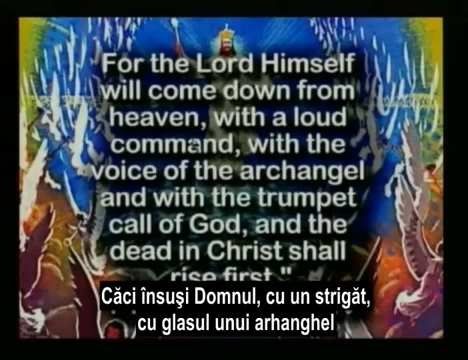 For the Lord Himself
will come down from
heaven, with a loud
command, with the
voice of the archangel
and with the trumpet
call of God, and the
dead in Christ shall
rise first."
Căci însuşi Domnul, cu un strigăt,
cu glasul unui arhanghel